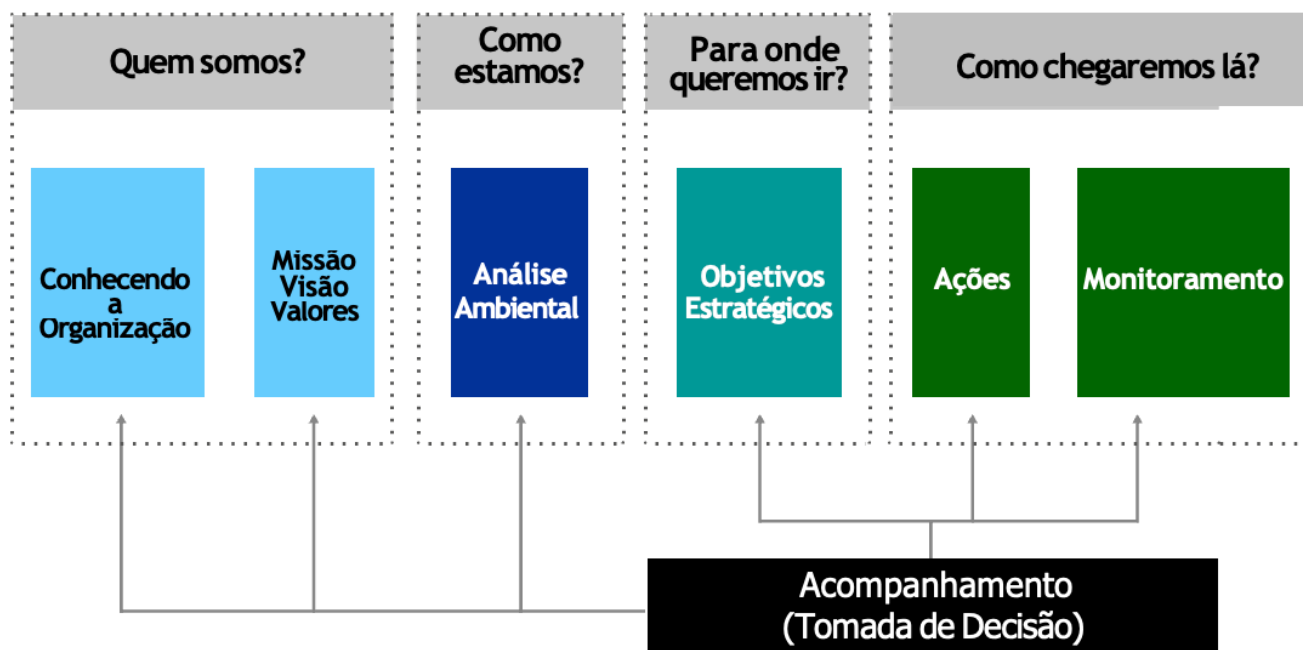 Quem somos?
Como
estamos?
Para onde
queremos ir?
Como chegaremos lá?
Conhecendo
a
Organização
Missão
Visão
Valores
Análise
Ambiental
Objetivos
Estratégicos
Ações
Monitoramento
Acompanhamento
(Tomada de Decisão)